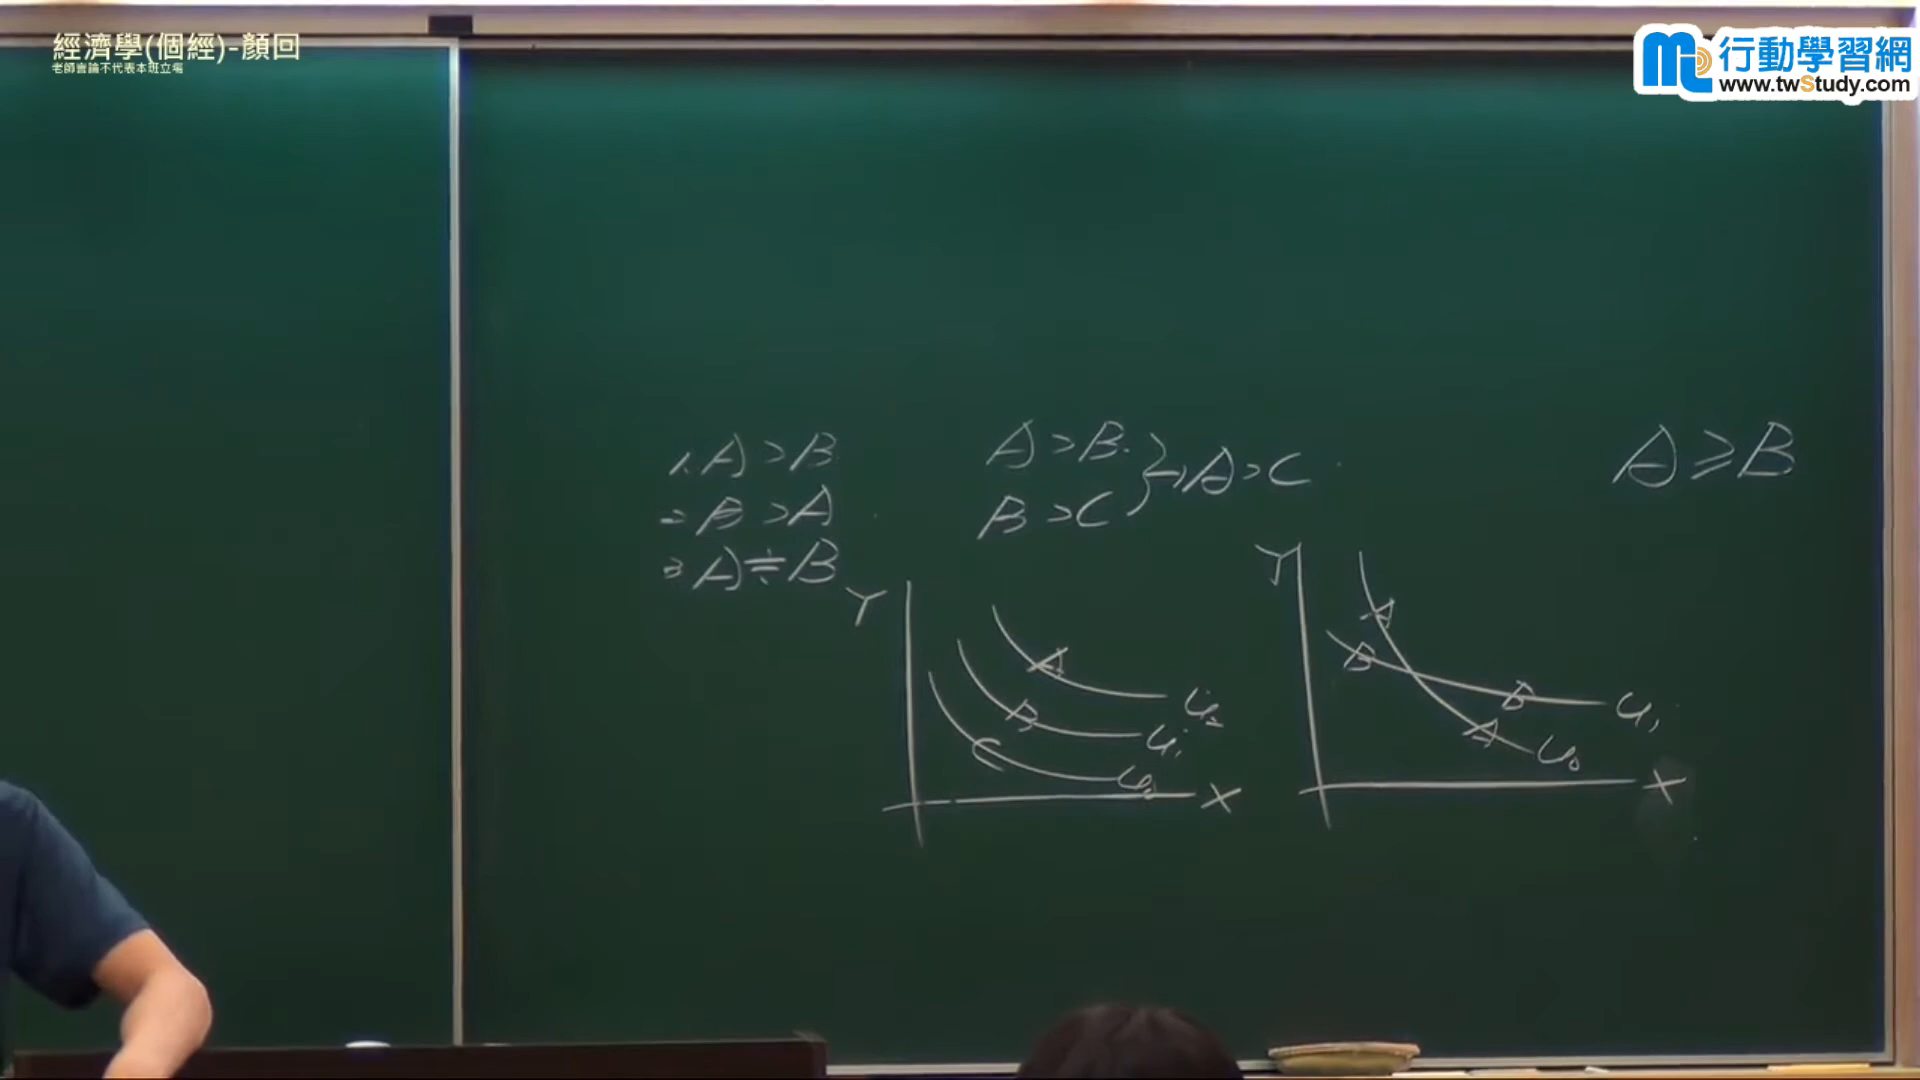 經濟學(個經)-顏回
老師言論不代表本班立場
行動學習網
www.twStudy.com
1. A > B
2 B > A
3 A ≑ B
A > B.
B > C
} → A > C
A ≥ B
Y
A
B
C
U2
U1
U0
X
Y
A
B
B
A
U1
U0
X